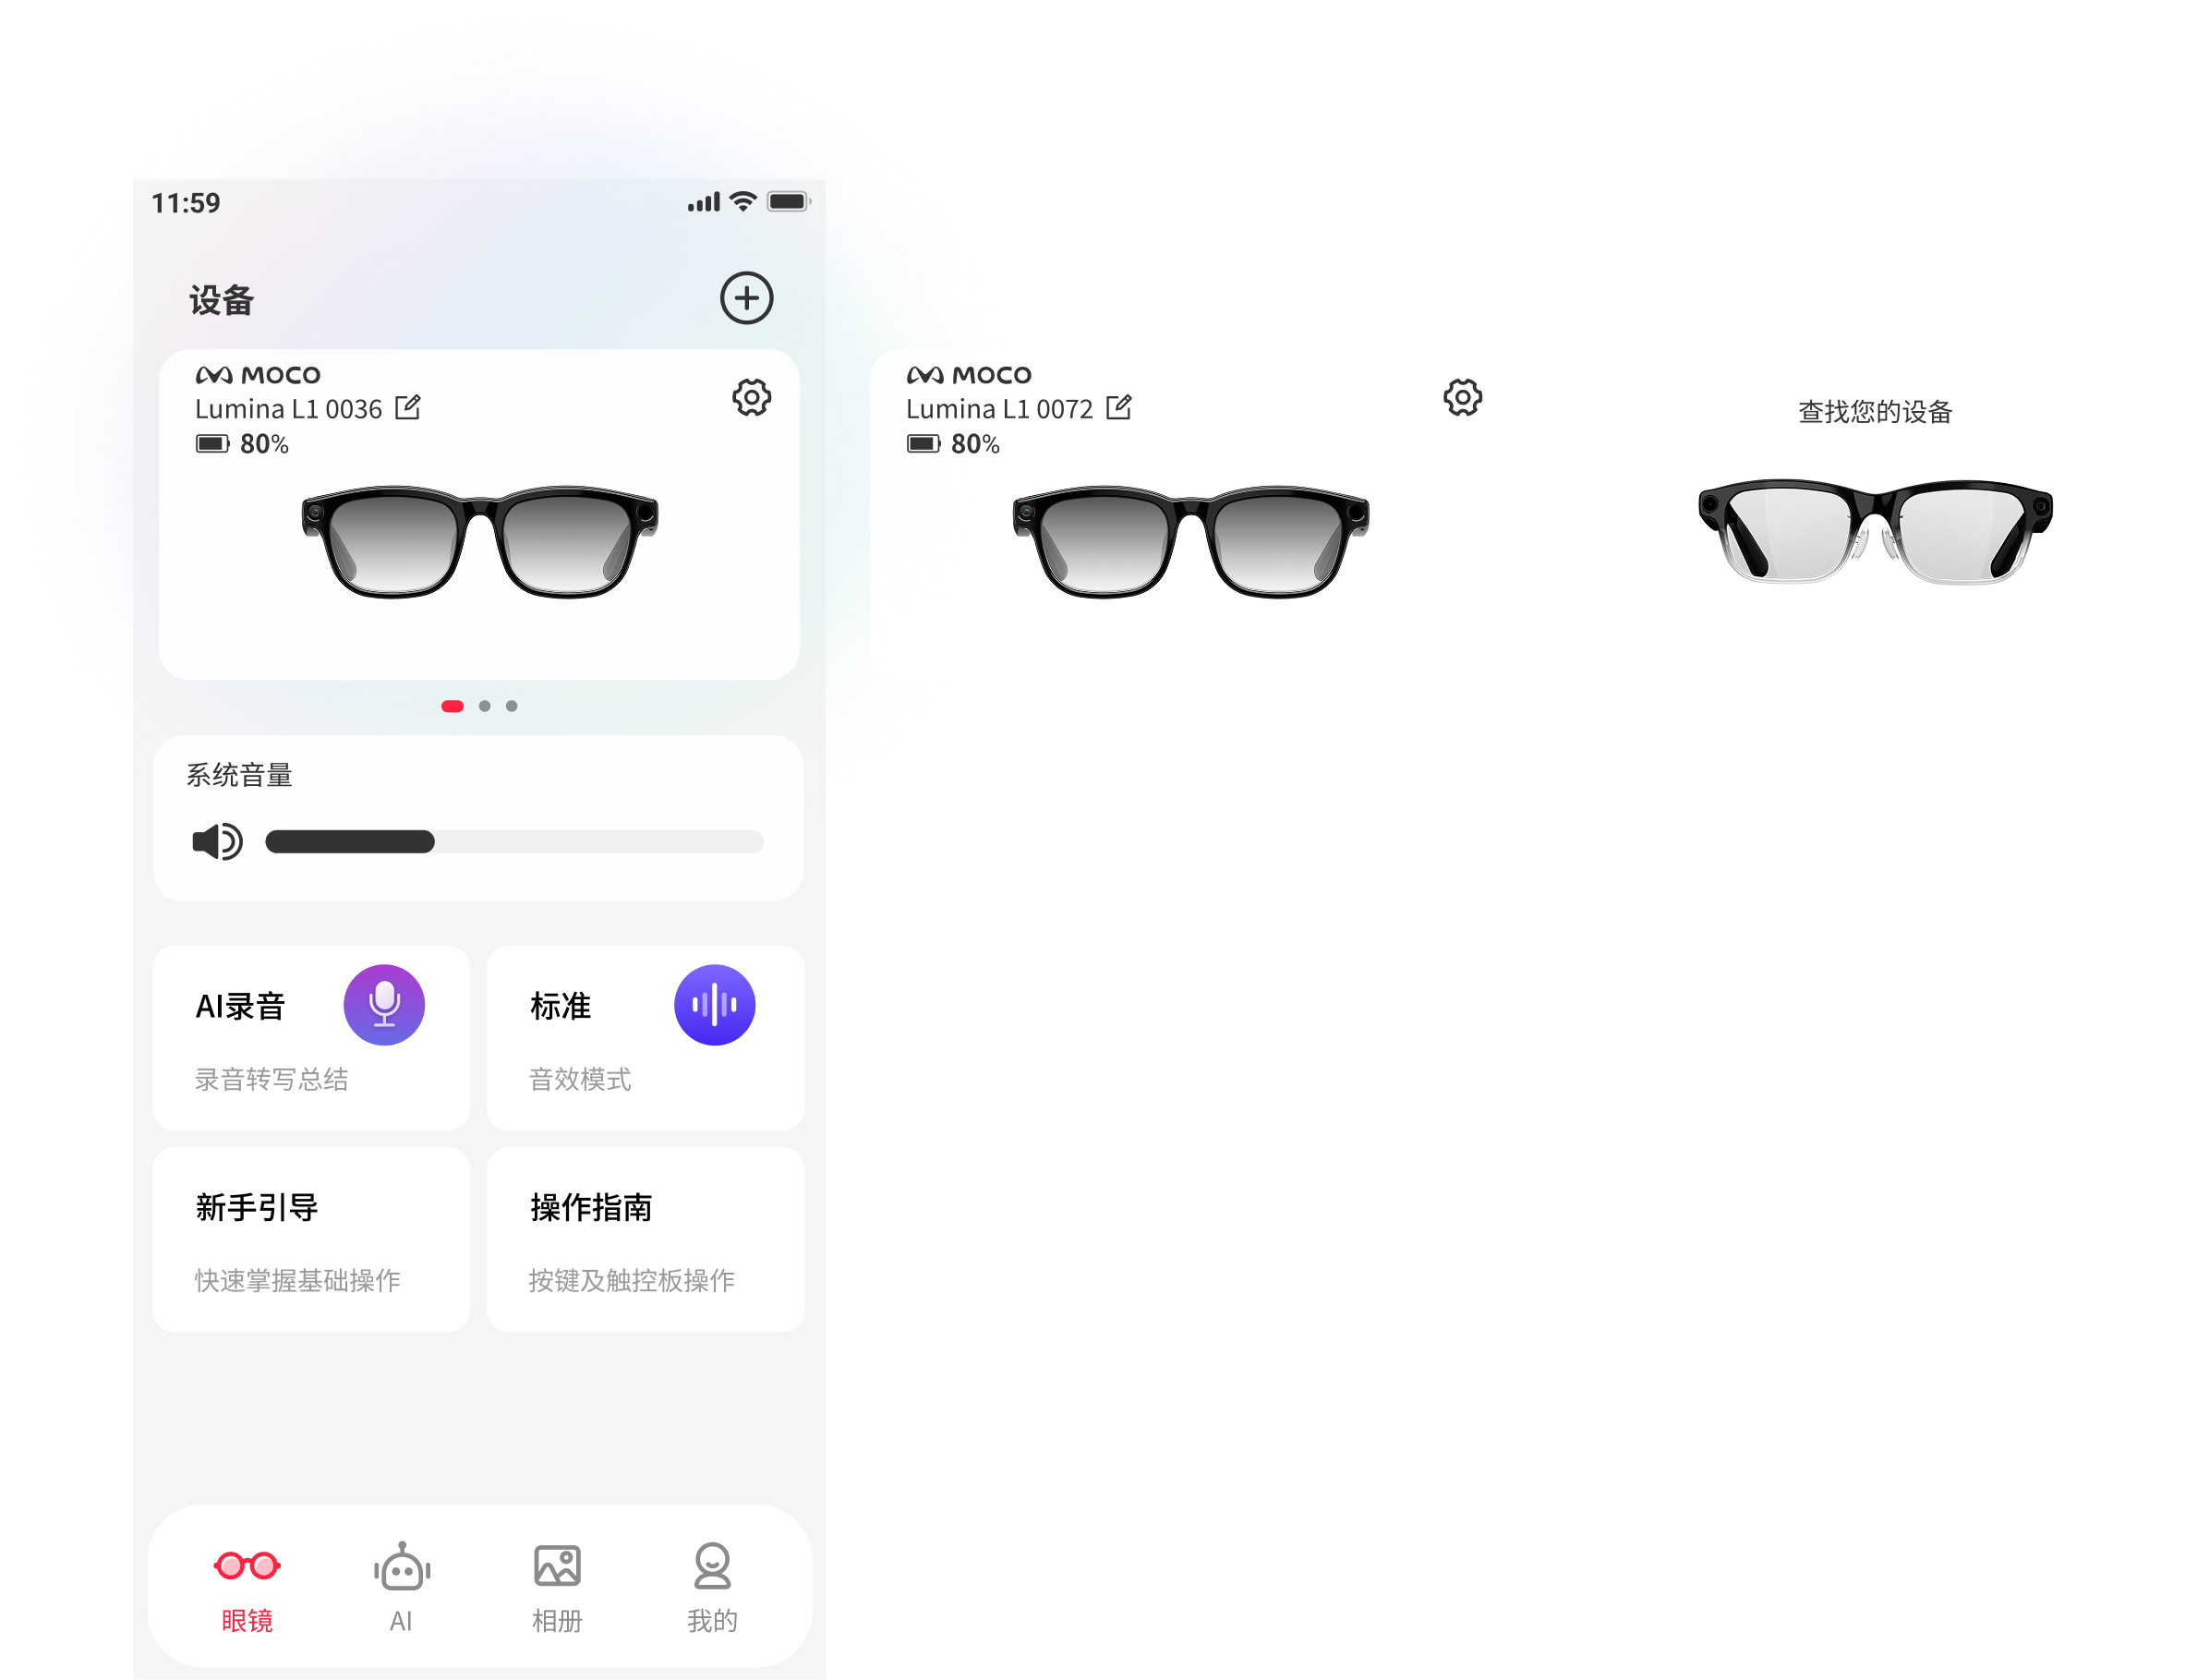 11:59
设备
MOCO
Lumina L1 0036
80%
MOCO
Lumina L1 0072
80%
查找您的设备
系统音量
AI录音
录音转写总结
标准
音效模式
新手引导
快速掌握基础操作
操作指南
按键及触控板操作
眼镜
AI
相册
我的